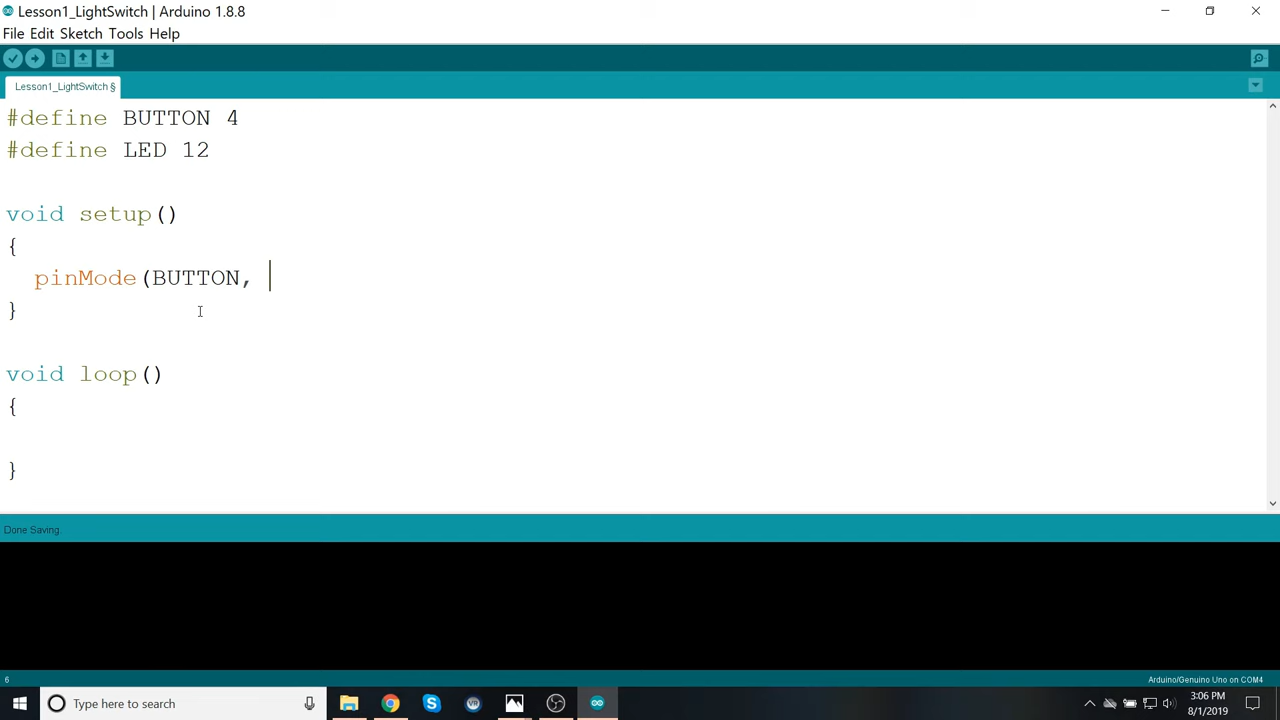 Lesson1_LightSwitch | Arduino 1.8.8
File Edit Sketch Tools Help
Lesson1_LightSwitch §
#define BUTTON 4
#define LED 12
void setup()
{
pinMode(BUTTON,
}
void loop()
{
}
Done Saving.
6
Arduino/Genuino Uno on COM4
Type here to search
3:06 PM
8/1/2019